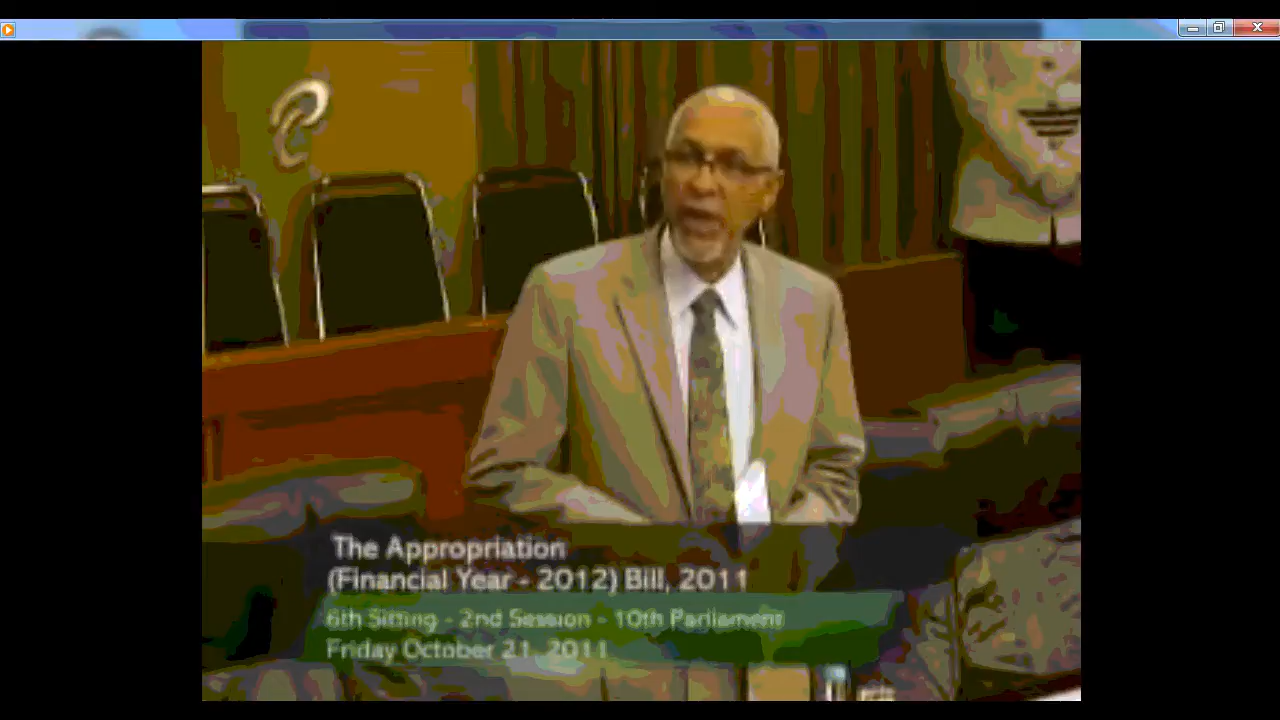 The Appropriation
(Financial Year - 2012) Bill, 2011
6th Sitting - 2nd Session - 10th Parliament
Friday October 21, 2011